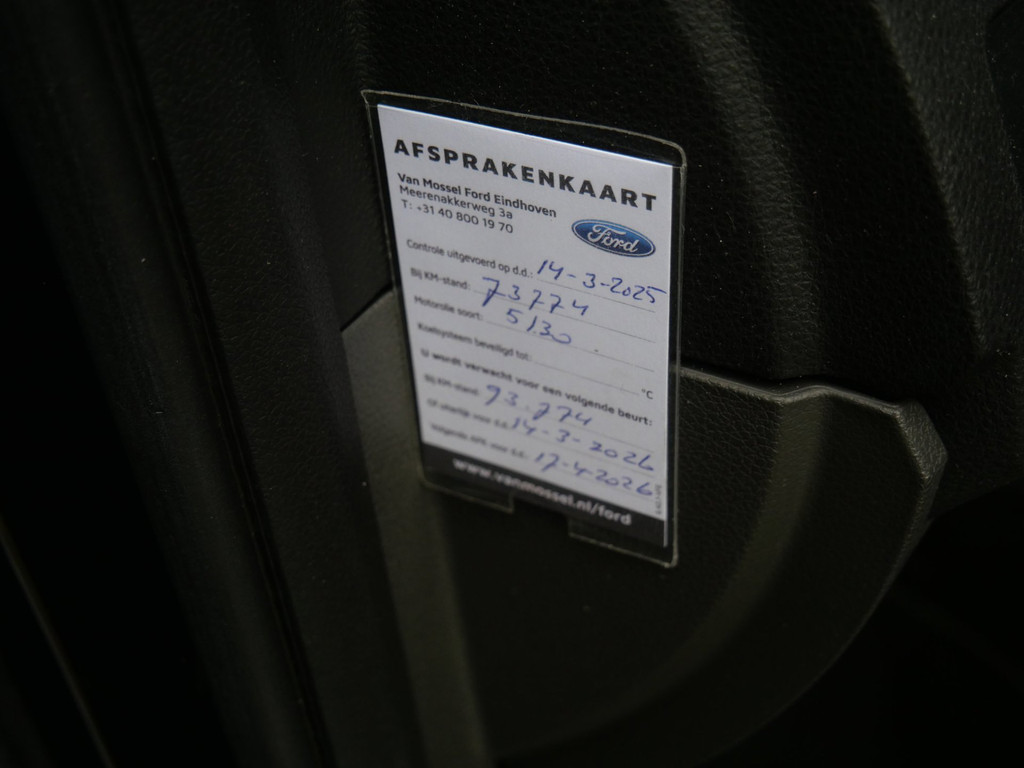 AFSPRAKENKAART
Van Mossel Ford Eindhoven
Meerenakkerweg 3a
T: +31 40 800 19 70
Ford
Controle uitgevoerd op d.d.: 14-3-2025
Bij KM-stand: 73774
Motorolie soort: 5/30
Koelsysteem beveiligd tot: °C
U wordt verwacht voor een volgende beurt:
Bij KM-stand: 93.774
Of uiterlijk voor d.d. 14-3-2026
Volgende APK voor d.d.: 17-4-2026
www.vanmossel.nl/ford